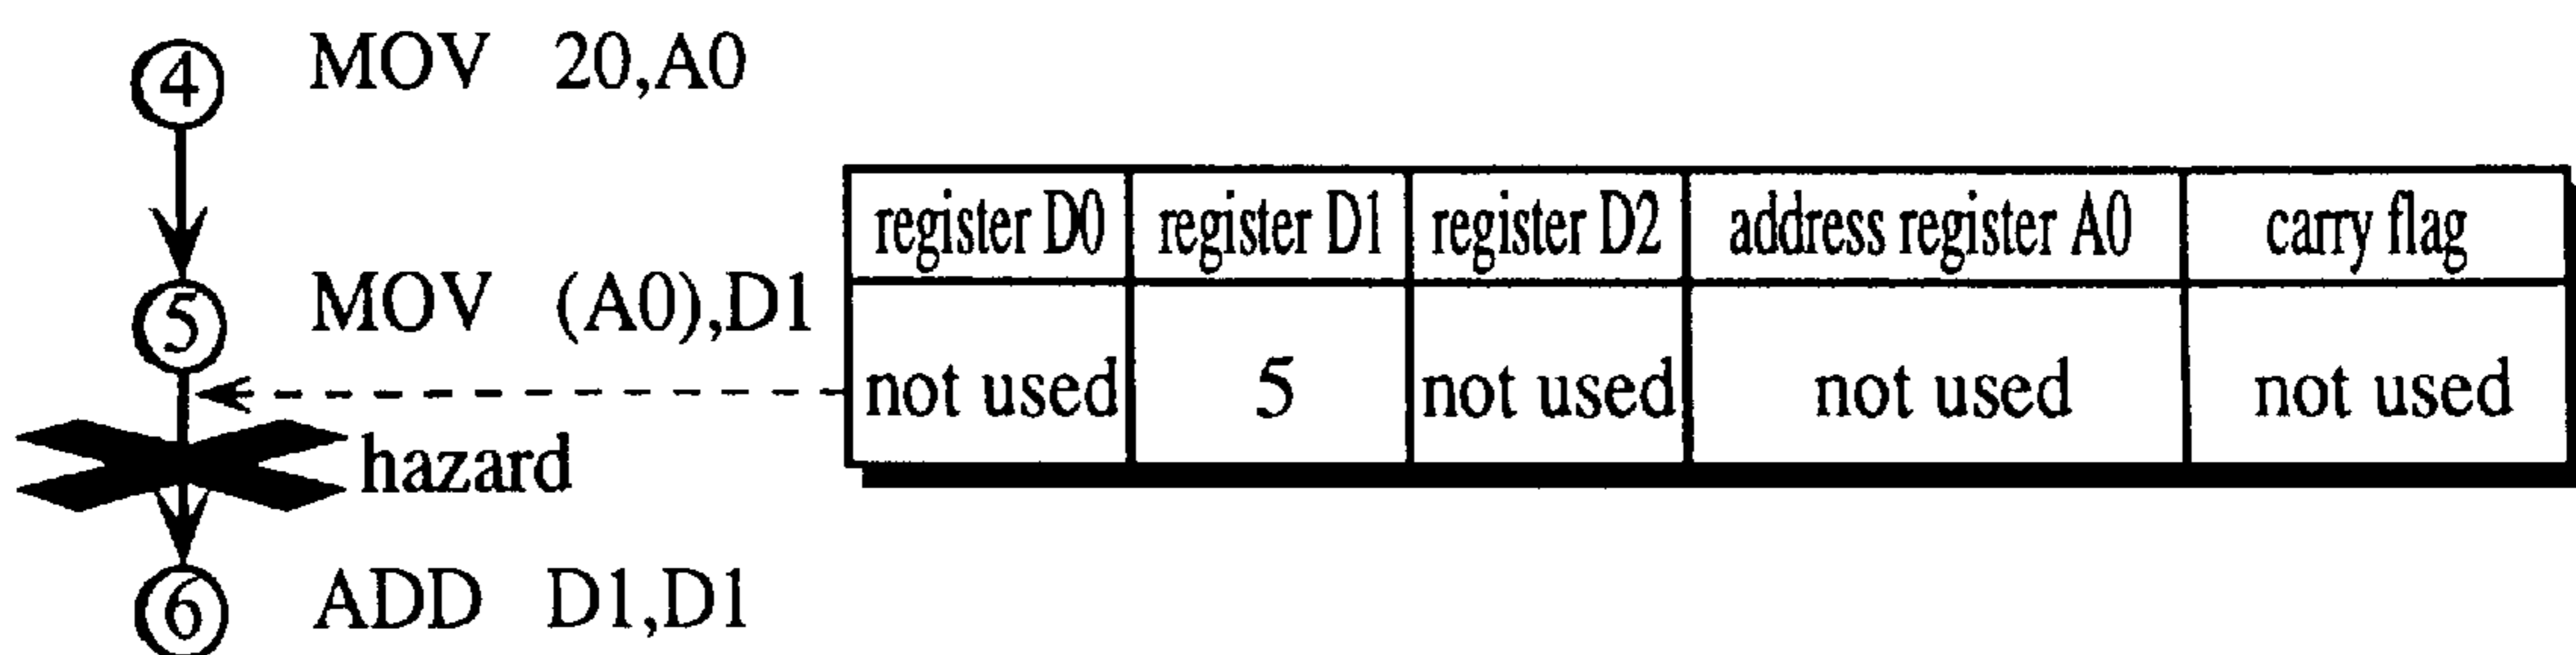 ④ MOV 20,A0
register D0 register D1 register D2 address register A0 carry flag
⑤ MOV (A0),D1
not used 5 not used not used not used
hazard
⑥ ADD D1,D1